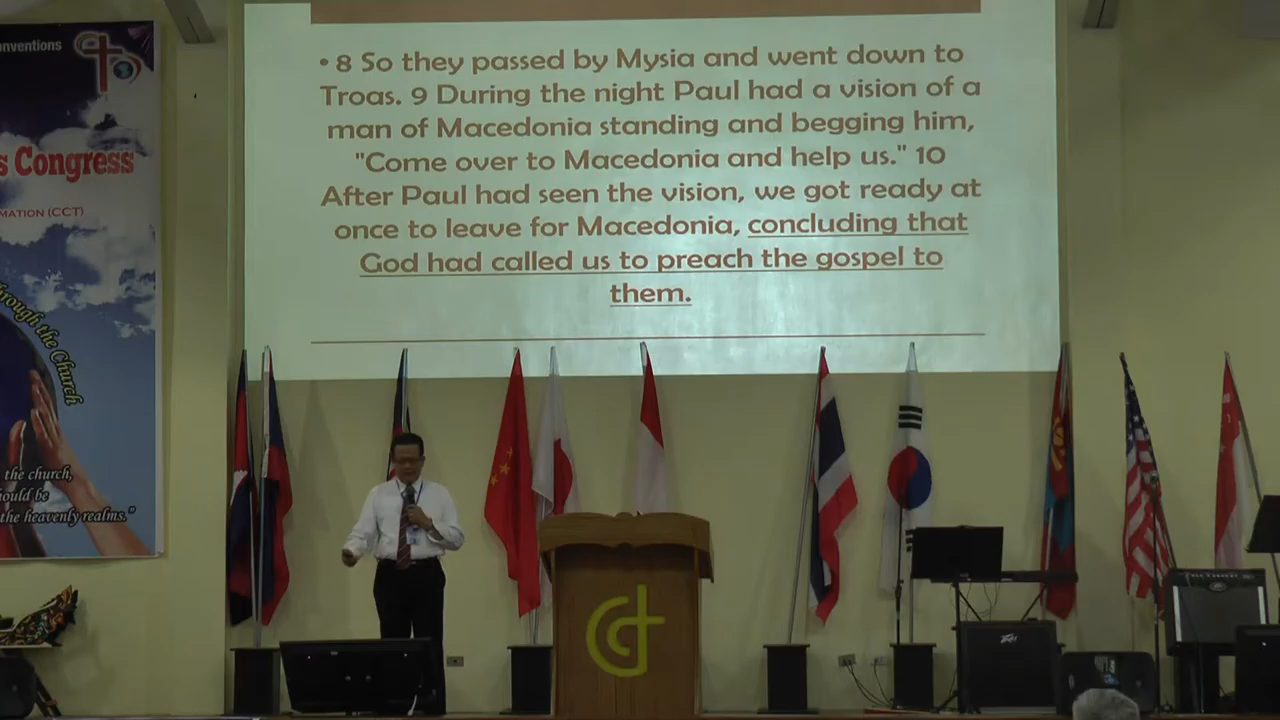 • 8 So they passed by Mysia and went down to
Troas. 9 During the night Paul had a vision of a
man of Macedonia standing and begging him,
"Come over to Macedonia and help us." 10
After Paul had seen the vision, we got ready at
once to leave for Macedonia, concluding that
God had called us to preach the gospel to
them.
onventions
s Congress
MATION (CCT)
hrough the Church
the church,
ould be
the heavenly realms."
PEAVEY